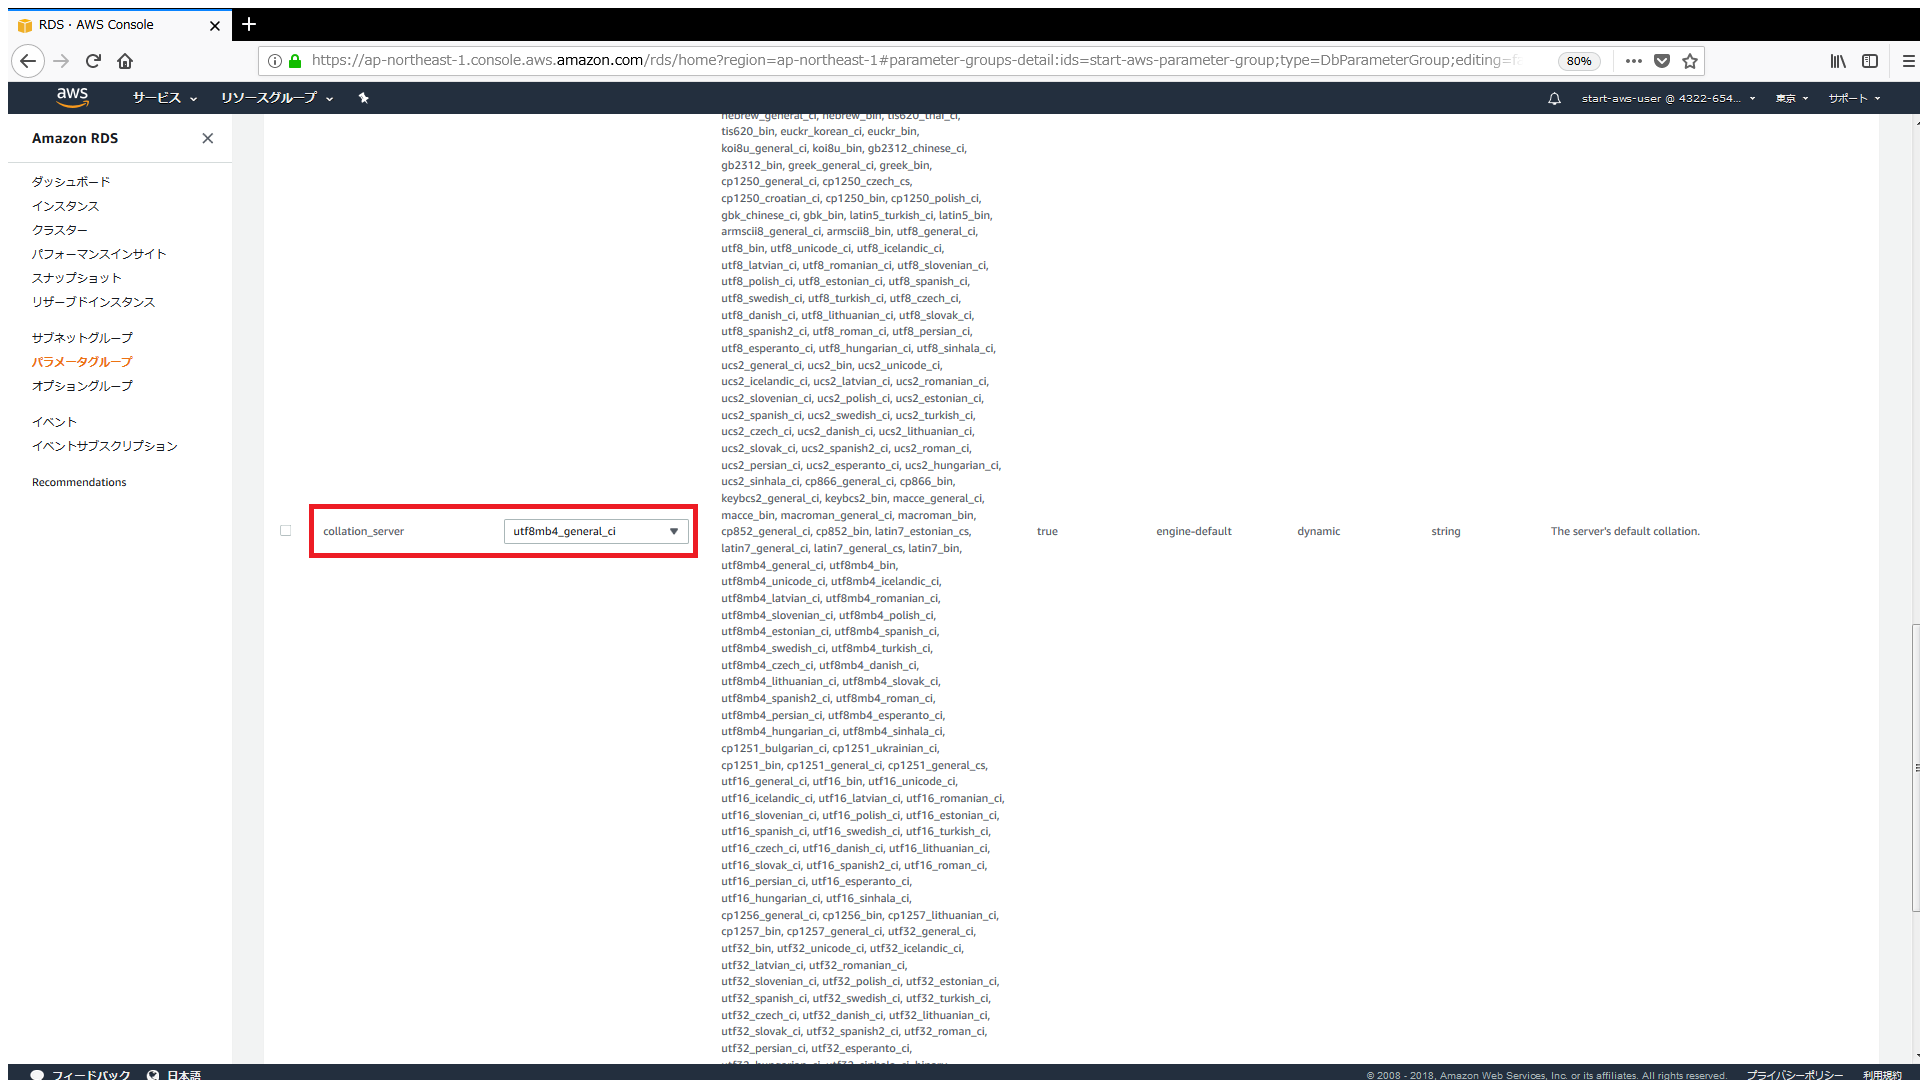 RDS · AWS Console
https://ap-northeast-1.console.aws.amazon.com/rds/home?region=ap-northeast-1#parameter-groups-detail:ids=start-aws-parameter-group;type=DbParameterGroup;editing=
80%
aws
サービス
リソースグループ
start-aws-user @ 4322-654...
東京
サポート
Amazon RDS
ダッシュボード
インスタンス
クラスター
パフォーマンスインサイト
スナップショット
リザーブドインスタンス
サブネットグループ
パラメータグループ
オプショングループ
イベント
イベントサブスクリプション
Recommendations
collation_server
utf8mb4_general_ci
hebrew_general_ci, hebrew_bin, tis620_thai_ci,
tis620_bin, euckr_korean_ci, euckr_bin,
koi8u_general_ci, koi8u_bin, gb2312_chinese_ci,
gb2312_bin, greek_general_ci, greek_bin,
cp1250_general_ci, cp1250_czech_cs,
cp1250_croatian_ci, cp1250_bin, cp1250_polish_ci,
gbk_chinese_ci, gbk_bin, latin5_turkish_ci, latin5_bin,
armscii8_general_ci, armscii8_bin, utf8_general_ci,
utf8_bin, utf8_unicode_ci, utf8_icelandic_ci,
utf8_latvian_ci, utf8_romanian_ci, utf8_slovenian_ci,
utf8_polish_ci, utf8_estonian_ci, utf8_spanish_ci,
utf8_swedish_ci, utf8_turkish_ci, utf8_czech_ci,
utf8_danish_ci, utf8_lithuanian_ci, utf8_slovak_ci,
utf8_spanish2_ci, utf8_roman_ci, utf8_persian_ci,
utf8_esperanto_ci, utf8_hungarian_ci, utf8_sinhala_ci,
ucs2_general_ci, ucs2_bin, ucs2_unicode_ci,
ucs2_icelandic_ci, ucs2_latvian_ci, ucs2_romanian_ci,
ucs2_slovenian_ci, ucs2_polish_ci, ucs2_estonian_ci,
ucs2_spanish_ci, ucs2_swedish_ci, ucs2_turkish_ci,
ucs2_czech_ci, ucs2_danish_ci, ucs2_lithuanian_ci,
ucs2_slovak_ci, ucs2_spanish2_ci, ucs2_roman_ci,
ucs2_persian_ci, ucs2_esperanto_ci, ucs2_hungarian_ci,
ucs2_sinhala_ci, cp866_general_ci, cp866_bin,
keybcs2_general_ci, keybcs2_bin, macce_general_ci,
macce_bin, macroman_general_ci, macroman_bin,
cp852_general_ci, cp852_bin, latin7_estonian_cs,
latin7_general_ci, latin7_general_cs, latin7_bin,
utf8mb4_general_ci, utf8mb4_bin,
utf8mb4_unicode_ci, utf8mb4_icelandic_ci,
utf8mb4_latvian_ci, utf8mb4_romanian_ci,
utf8mb4_slovenian_ci, utf8mb4_polish_ci,
utf8mb4_estonian_ci, utf8mb4_spanish_ci,
utf8mb4_swedish_ci, utf8mb4_turkish_ci,
utf8mb4_czech_ci, utf8mb4_danish_ci,
utf8mb4_lithuanian_ci, utf8mb4_slovak_ci,
utf8mb4_spanish2_ci, utf8mb4_roman_ci,
utf8mb4_persian_ci, utf8mb4_esperanto_ci,
utf8mb4_hungarian_ci, utf8mb4_sinhala_ci,
cp1251_bulgarian_ci, cp1251_ukrainian_ci,
cp1251_bin, cp1251_general_ci, cp1251_general_cs,
utf16_general_ci, utf16_bin, utf16_unicode_ci,
utf16_icelandic_ci, utf16_latvian_ci, utf16_romanian_ci,
utf16_slovenian_ci, utf16_polish_ci, utf16_estonian_ci,
utf16_spanish_ci, utf16_swedish_ci, utf16_turkish_ci,
utf16_czech_ci, utf16_danish_ci, utf16_lithuanian_ci,
utf16_slovak_ci, utf16_spanish2_ci, utf16_roman_ci,
utf16_persian_ci, utf16_esperanto_ci,
utf16_hungarian_ci, utf16_sinhala_ci,
cp1256_general_ci, cp1256_bin, cp1257_lithuanian_ci,
cp1257_bin, cp1257_general_ci, utf32_general_ci,
utf32_bin, utf32_unicode_ci, utf32_icelandic_ci,
utf32_latvian_ci, utf32_romanian_ci,
utf32_slovenian_ci, utf32_polish_ci, utf32_estonian_ci,
utf32_spanish_ci, utf32_swedish_ci, utf32_turkish_ci,
utf32_czech_ci, utf32_danish_ci, utf32_lithuanian_ci,
utf32_slovak_ci, utf32_spanish2_ci, utf32_roman_ci,
utf32_persian_ci, utf32_esperanto_ci,
true
engine-default
dynamic
string
The server's default collation.
フィードバック
日本語
© 2008 - 2018, Amazon Web Services, Inc. or its affiliates. All rights reserved.
プライバシーポリシー
利用規約